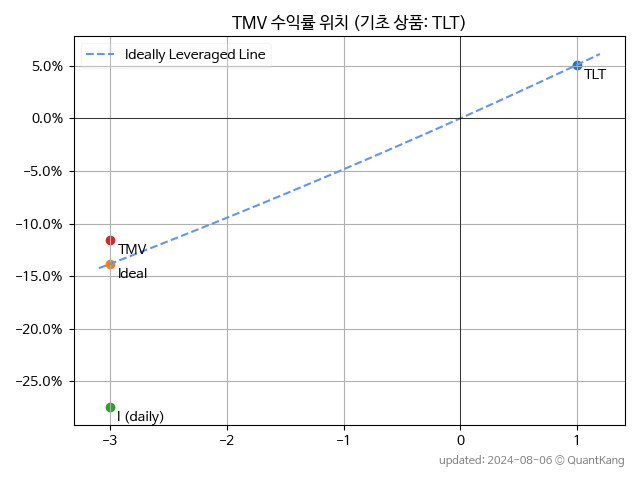 TMV 수익률 위치 (기초 상품: TLT)
Ideally Leveraged Line
5.0%
TLT
0.0%
−5.0%
−10.0%
TMV
−15.0%
Ideal
−20.0%
−25.0%
I (daily)
−3 −2 −1 0 1
updated: 2024-08-06 © QuantKang